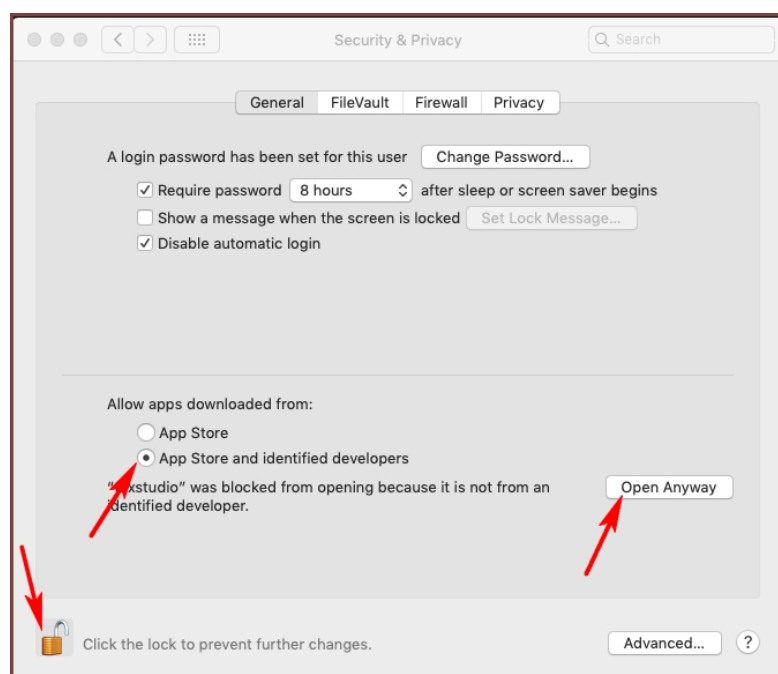 Security & Privacy
Search
General FileVault Firewall Privacy
A login password has been set for this user Change Password...
Require password 8 hours after sleep or screen saver begins
Show a message when the screen is locked Set Lock Message...
Disable automatic login
Allow apps downloaded from:
App Store
App Store and identified developers
was blocked from opening because it is not from an Open Anyway
identified developer.
Click the lock to prevent further changes. Advanced... ?